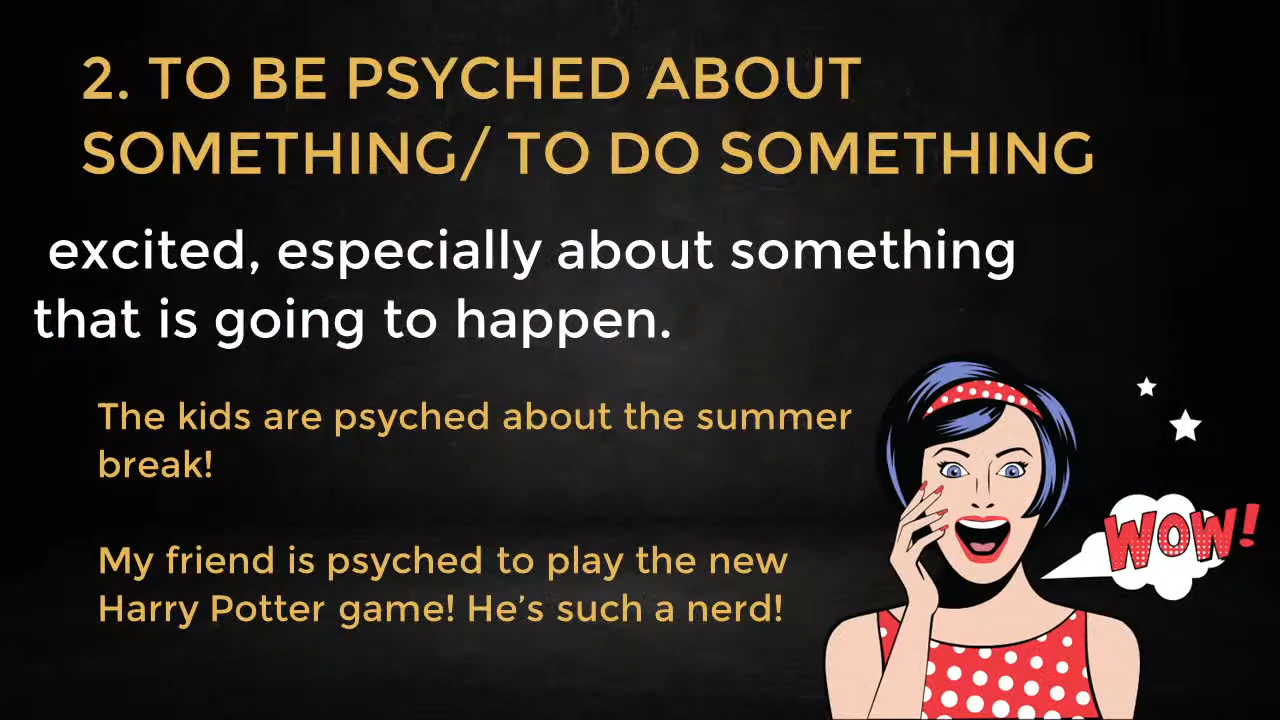 2. TO BE PSYCHED ABOUT
SOMETHING/ TO DO SOMETHING
excited, especially about something
that is going to happen.
The kids are psyched about the summer
break!
My friend is psyched to play the new
Harry Potter game! He’s such a nerd!
WOW!